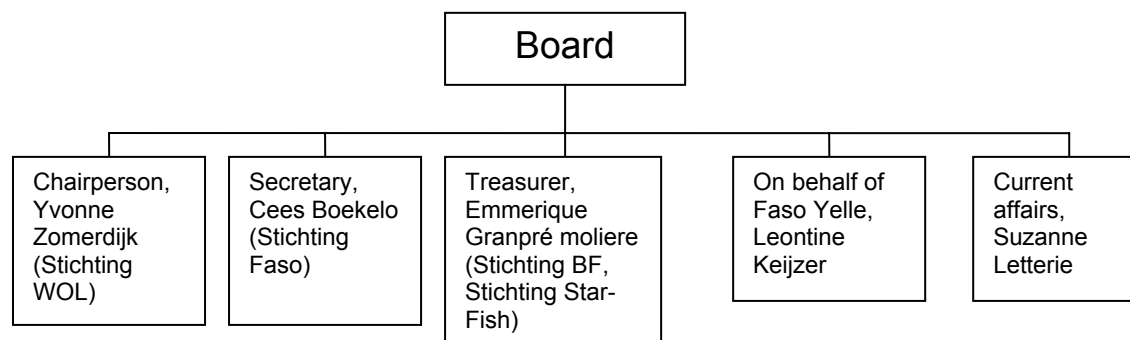 Board
Chairperson,
Yvonne
Zomerdijk
(Stichting
WOL)
Secretary,
Cees Boekelo
(Stichting
Faso)
Treasurer,
Emmerique
Granpré moliere
(Stichting BF,
Stichting Star-
Fish)
On behalf of
Faso Yelle,
Leontine
Keijzer
Current
affairs,
Suzanne
Letterie